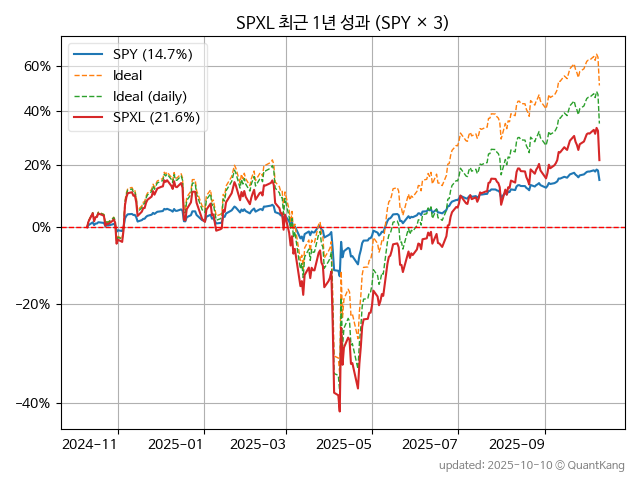 SPXL 최근 1년 성과 (SPY × 3)
SPY (14.7%)
Ideal
Ideal (daily)
SPXL (21.6%)
60%
40%
20%
0%
−20%
−40%
2024-11
2025-01
2025-03
2025-05
2025-07
2025-09
updated: 2025-10-10 © QuantKang